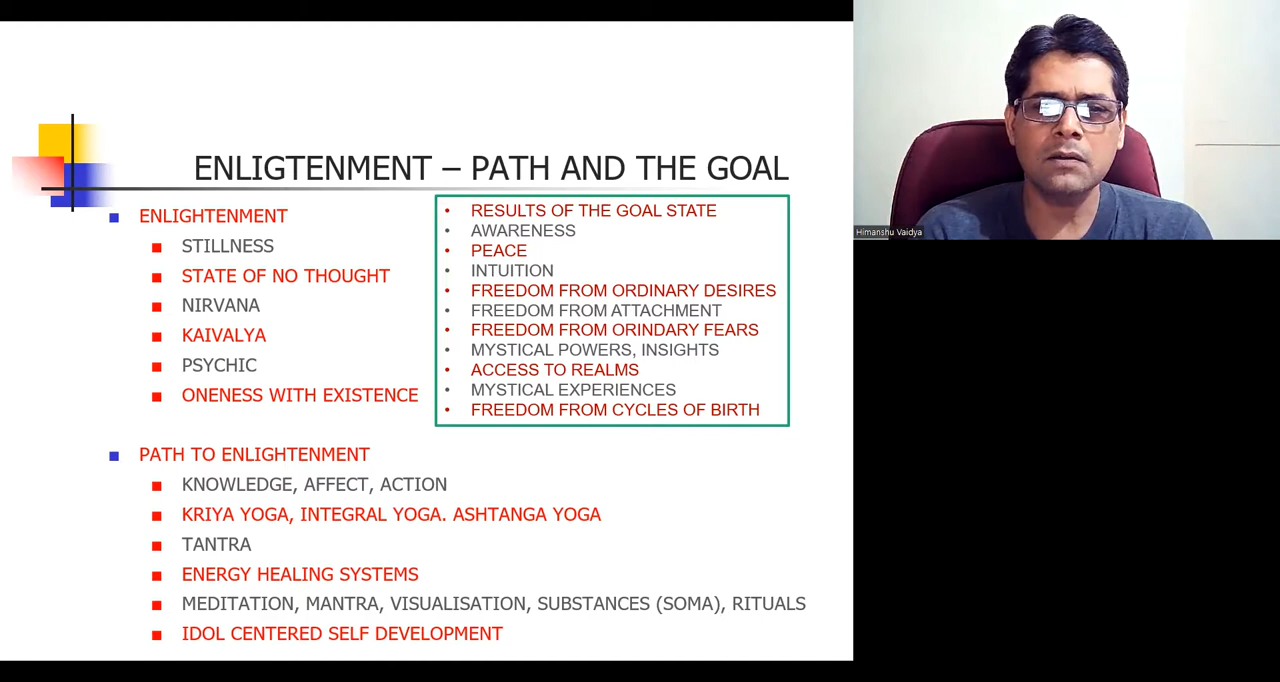 ENLIGTENMENT – PATH AND THE GOAL
ENLIGHTENMENT
STILLNESS
STATE OF NO THOUGHT
NIRVANA
KAIVALYA
PSYCHIC
ONENESS WITH EXISTENCE
RESULTS OF THE GOAL STATE
AWARENESS
PEACE
INTUITION
FREEDOM FROM ORDINARY DESIRES
FREEDOM FROM ATTACHMENT
FREEDOM FROM ORINDARY FEARS
MYSTICAL POWERS, INSIGHTS
ACCESS TO REALMS
MYSTICAL EXPERIENCES
FREEDOM FROM CYCLES OF BIRTH
PATH TO ENLIGHTENMENT
KNOWLEDGE, AFFECT, ACTION
KRIYA YOGA, INTEGRAL YOGA. ASHTANGA YOGA
TANTRA
ENERGY HEALING SYSTEMS
MEDITATION, MANTRA, VISUALISATION, SUBSTANCES (SOMA), RITUALS
IDOL CENTERED SELF DEVELOPMENT
Himanshu Vaidya